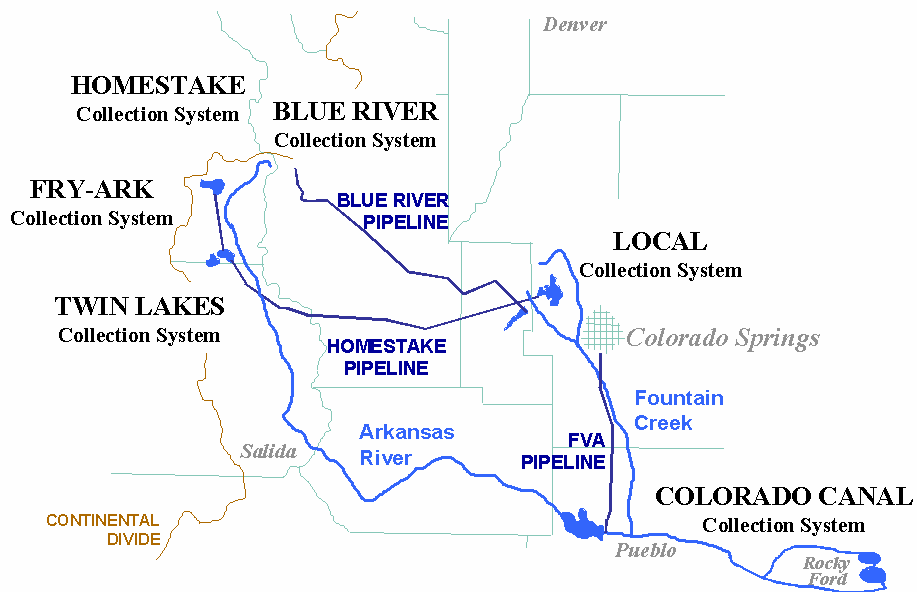 Denver
HOMESTAKE
Collection System
BLUE RIVER
Collection System
FRY-ARK
Collection System
BLUE RIVER
PIPELINE
LOCAL
Collection System
TWIN LAKES
Collection System
HOMESTAKE
PIPELINE
Colorado Springs
Fountain
Creek
Arkansas
River
FVA
PIPELINE
Salida
COLORADO CANAL
Collection System
CONTINENTAL
DIVIDE
Pueblo
Rocky
Ford